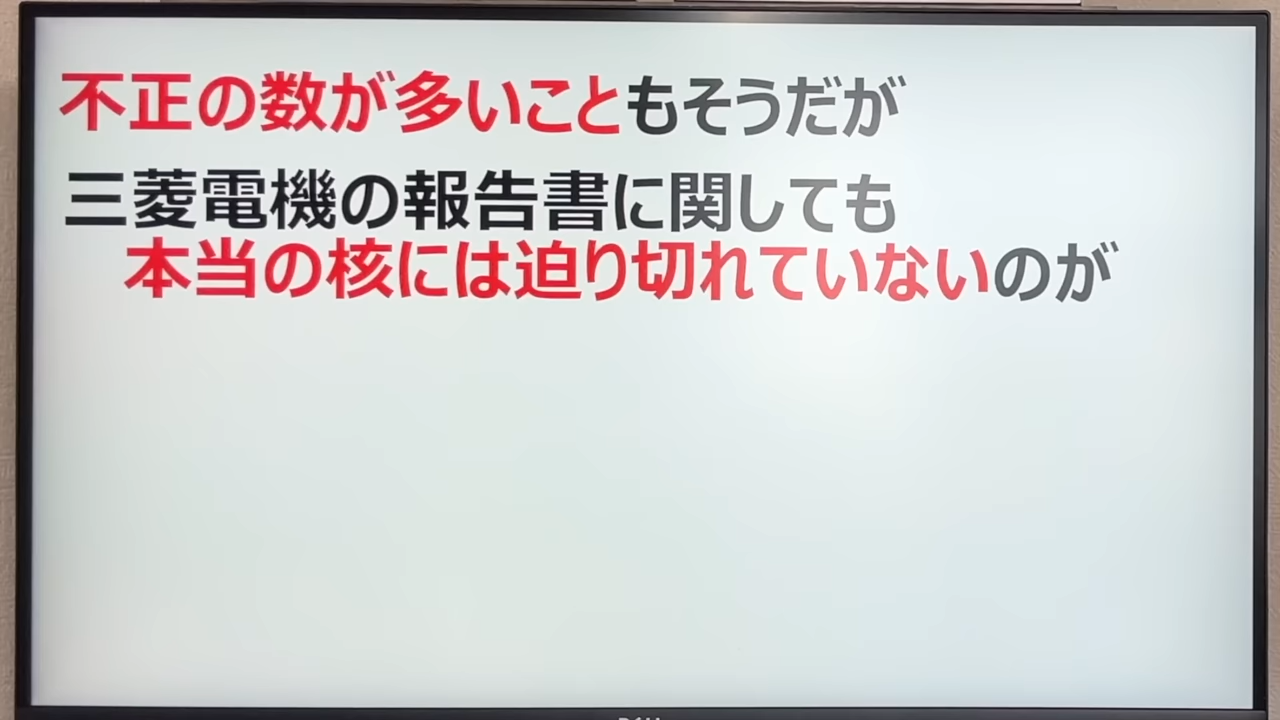 不正の数が多いこともそうだが
三菱電機の報告書に関しても
本当の核には迫り切れていないのが